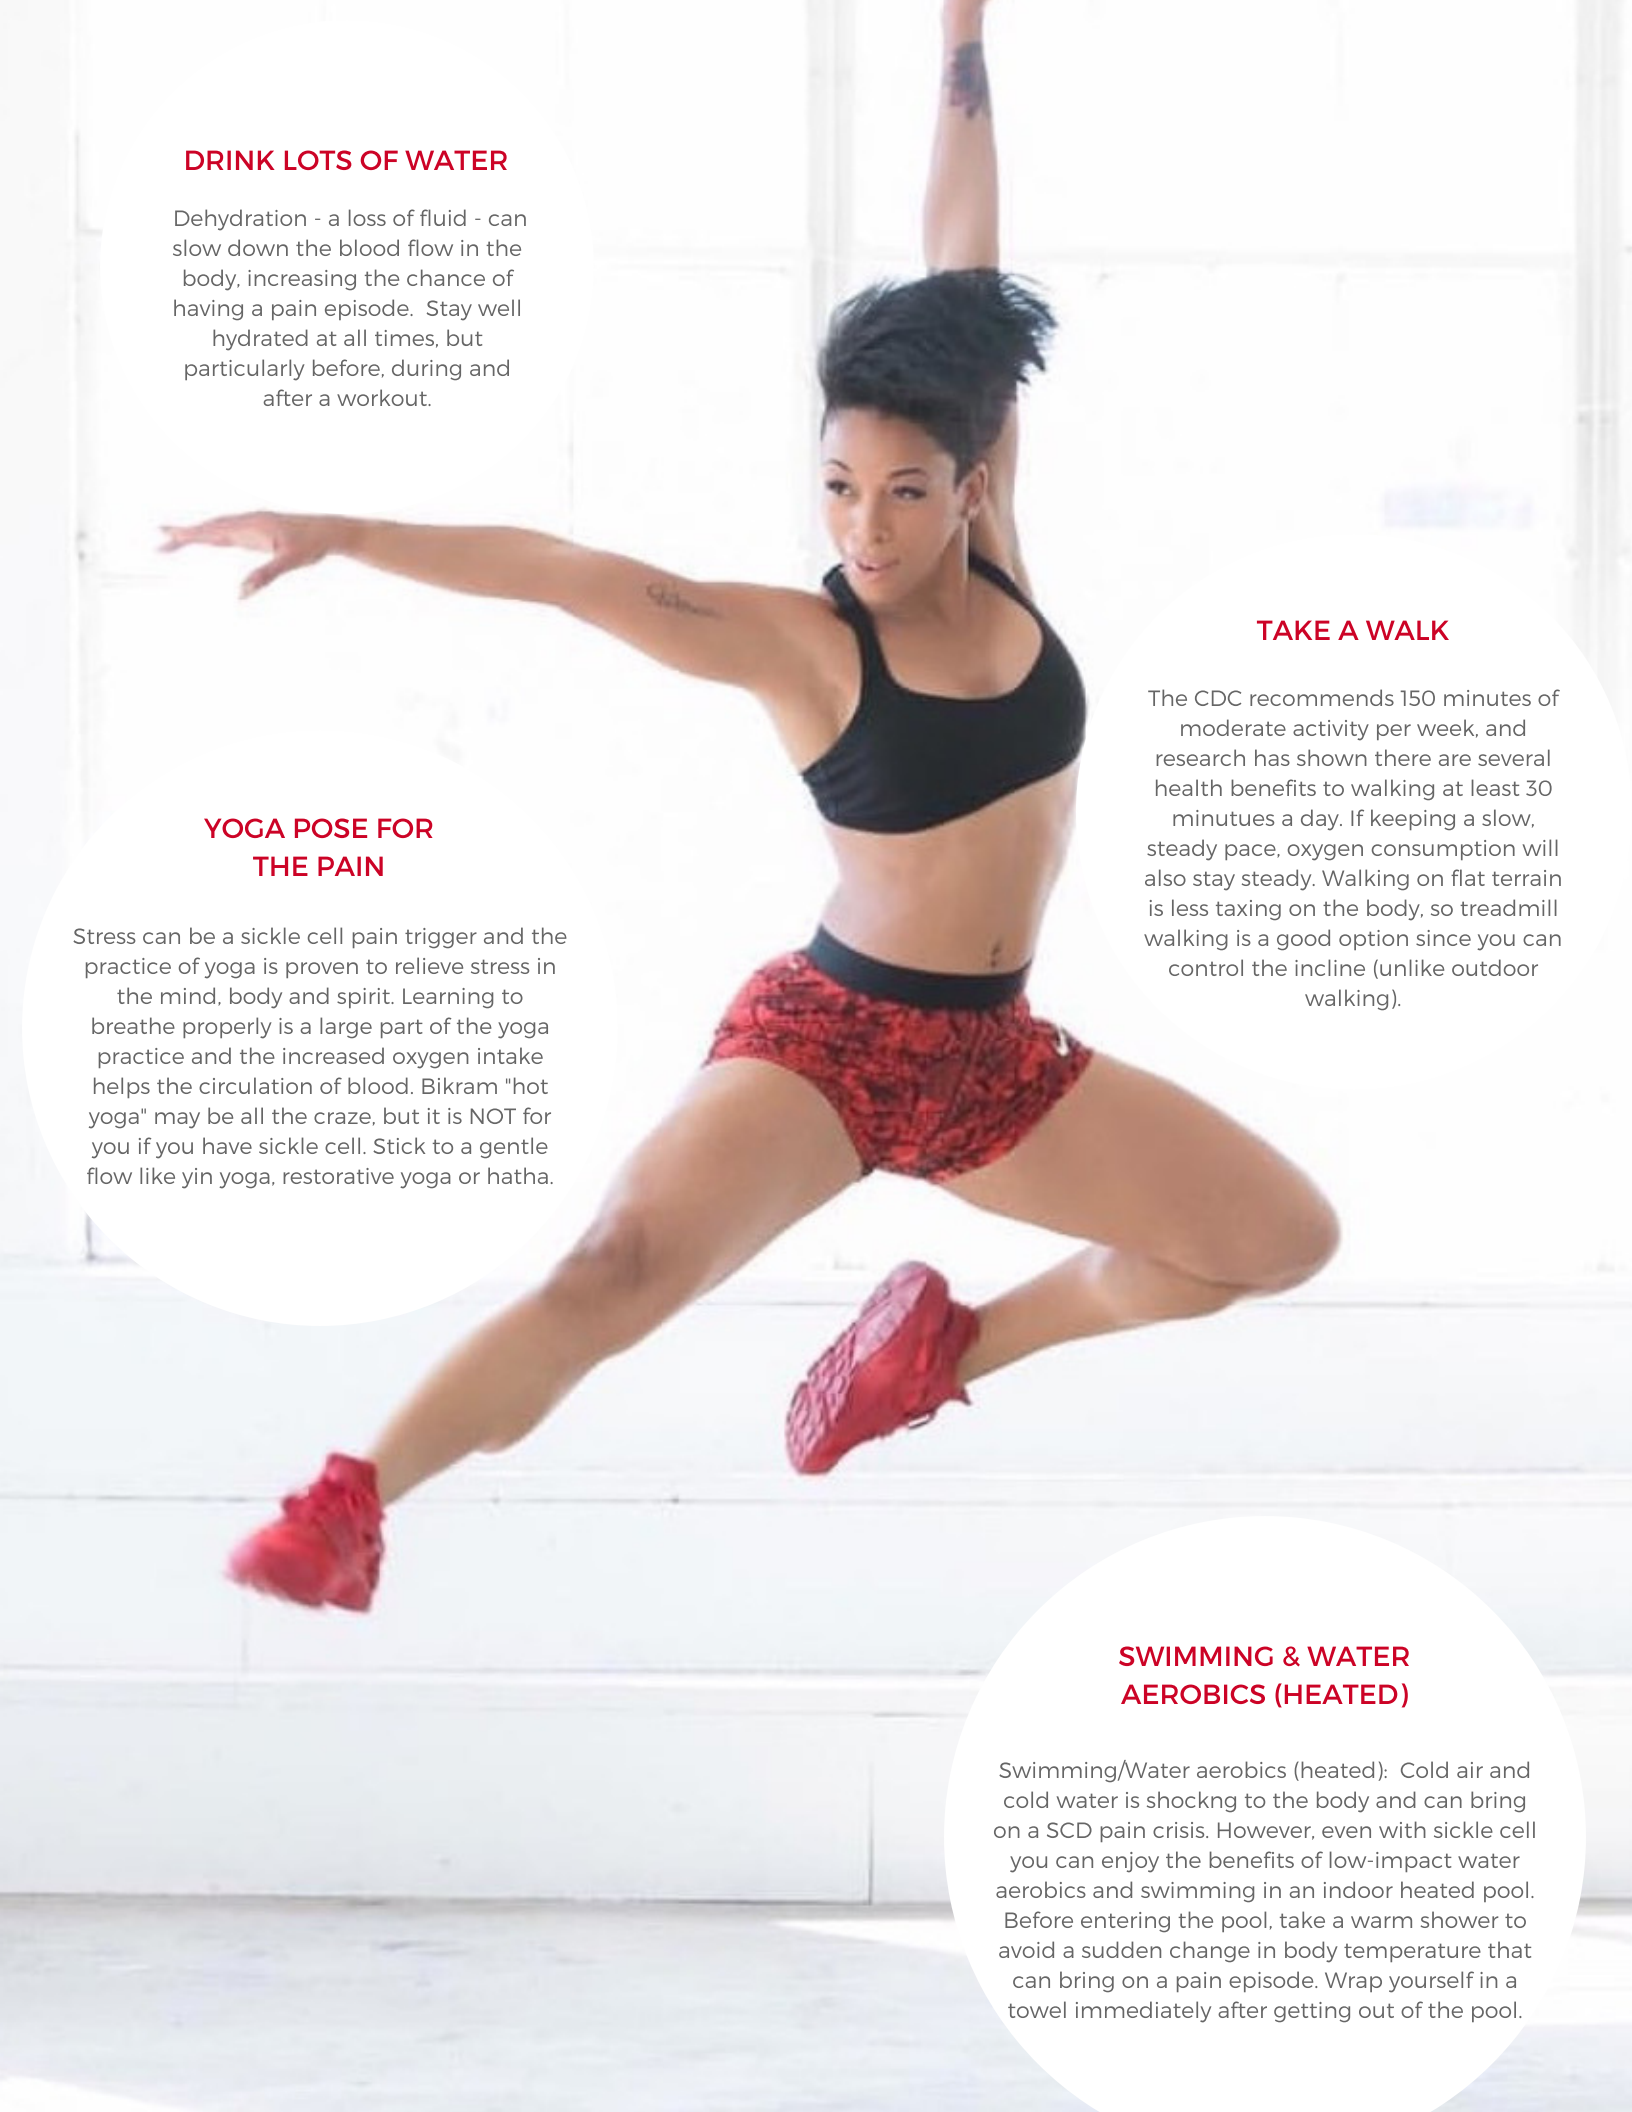 DRINK LOTS OF WATER
Dehydration - a loss of fluid - can
slow down the blood flow in the
body, increasing the chance of
having a pain episode.  Stay well
hydrated at all times, but
particularly before, during and
after a workout.
TAKE A WALK
The CDC recommends 150 minutes of
moderate activity per week, and
research has shown there are several
health benefits to walking at least 30
minutues a day. If keeping a slow,
steady pace, oxygen consumption will
also stay steady. Walking on flat terrain
is less taxing on the body, so treadmill
walking is a good option since you can
control the incline (unlike outdoor
walking).
YOGA POSE FOR
THE PAIN
Stress can be a sickle cell pain trigger and the
practice of yoga is proven to relieve stress in
the mind, body and spirit. Learning to
breathe properly is a large part of the yoga
practice and the increased oxygen intake
helps the circulation of blood. Bikram "hot
yoga" may be all the craze, but it is NOT for
you if you have sickle cell. Stick to a gentle
flow like yin yoga, restorative yoga or hatha.
SWIMMING & WATER
AEROBICS (HEATED)
Swimming/Water aerobics (heated):  Cold air and
cold water is shockng to the body and can bring
on a SCD pain crisis. However, even with sickle cell
you can enjoy the benefits of low-impact water
aerobics and swimming in an indoor heated pool.
Before entering the pool, take a warm shower to
avoid a sudden change in body temperature that
can bring on a pain episode. Wrap yourself in a
towel immediately after getting out of the pool.